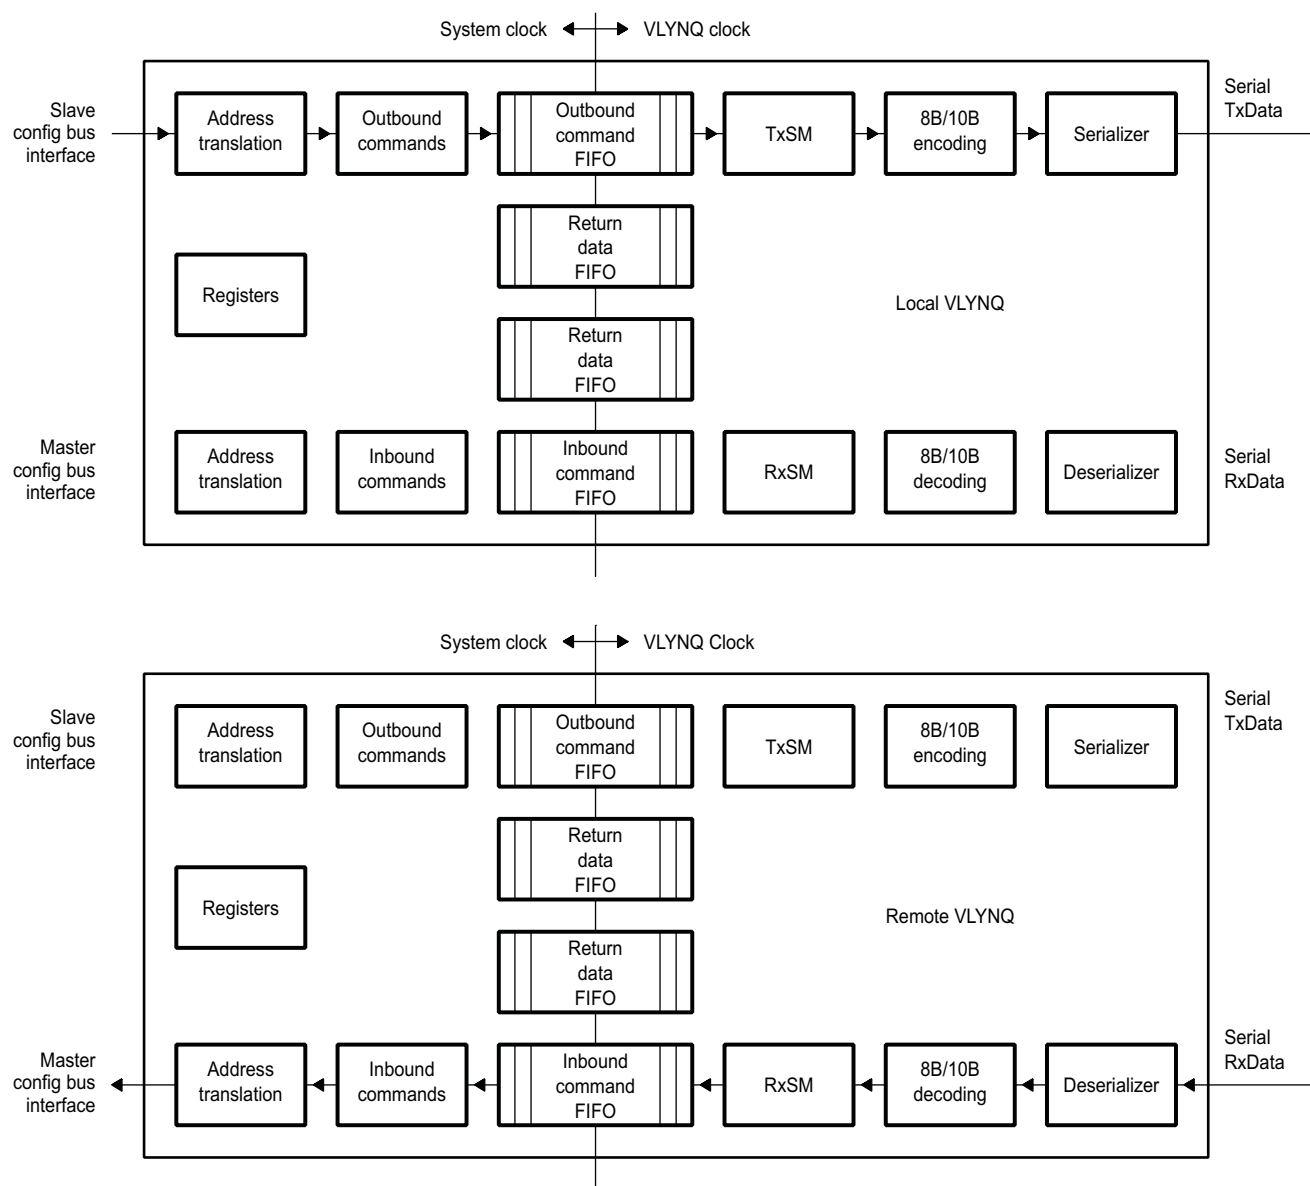 System clock
VLYNQ clock
Slave
config bus
interface
Address
translation
Outbound
commands
Outbound
command
FIFO
TxSM
8B/10B
encoding
Serializer
Serial
TxData
Return
data
FIFO
Registers
Local VLYNQ
Return
data
FIFO
Master
config bus
interface
Address
translation
Inbound
commands
Inbound
command
FIFO
RxSM
8B/10B
decoding
Deserializer
Serial
RxData
System clock
VLYNQ Clock
Slave
config bus
interface
Address
translation
Outbound
commands
Outbound
command
FIFO
TxSM
8B/10B
encoding
Serializer
Serial
TxData
Return
data
FIFO
Registers
Remote VLYNQ
Return
data
FIFO
Master
config bus
interface
Address
translation
Inbound
commands
Inbound
command
FIFO
RxSM
8B/10B
decoding
Deserializer
Serial
RxData